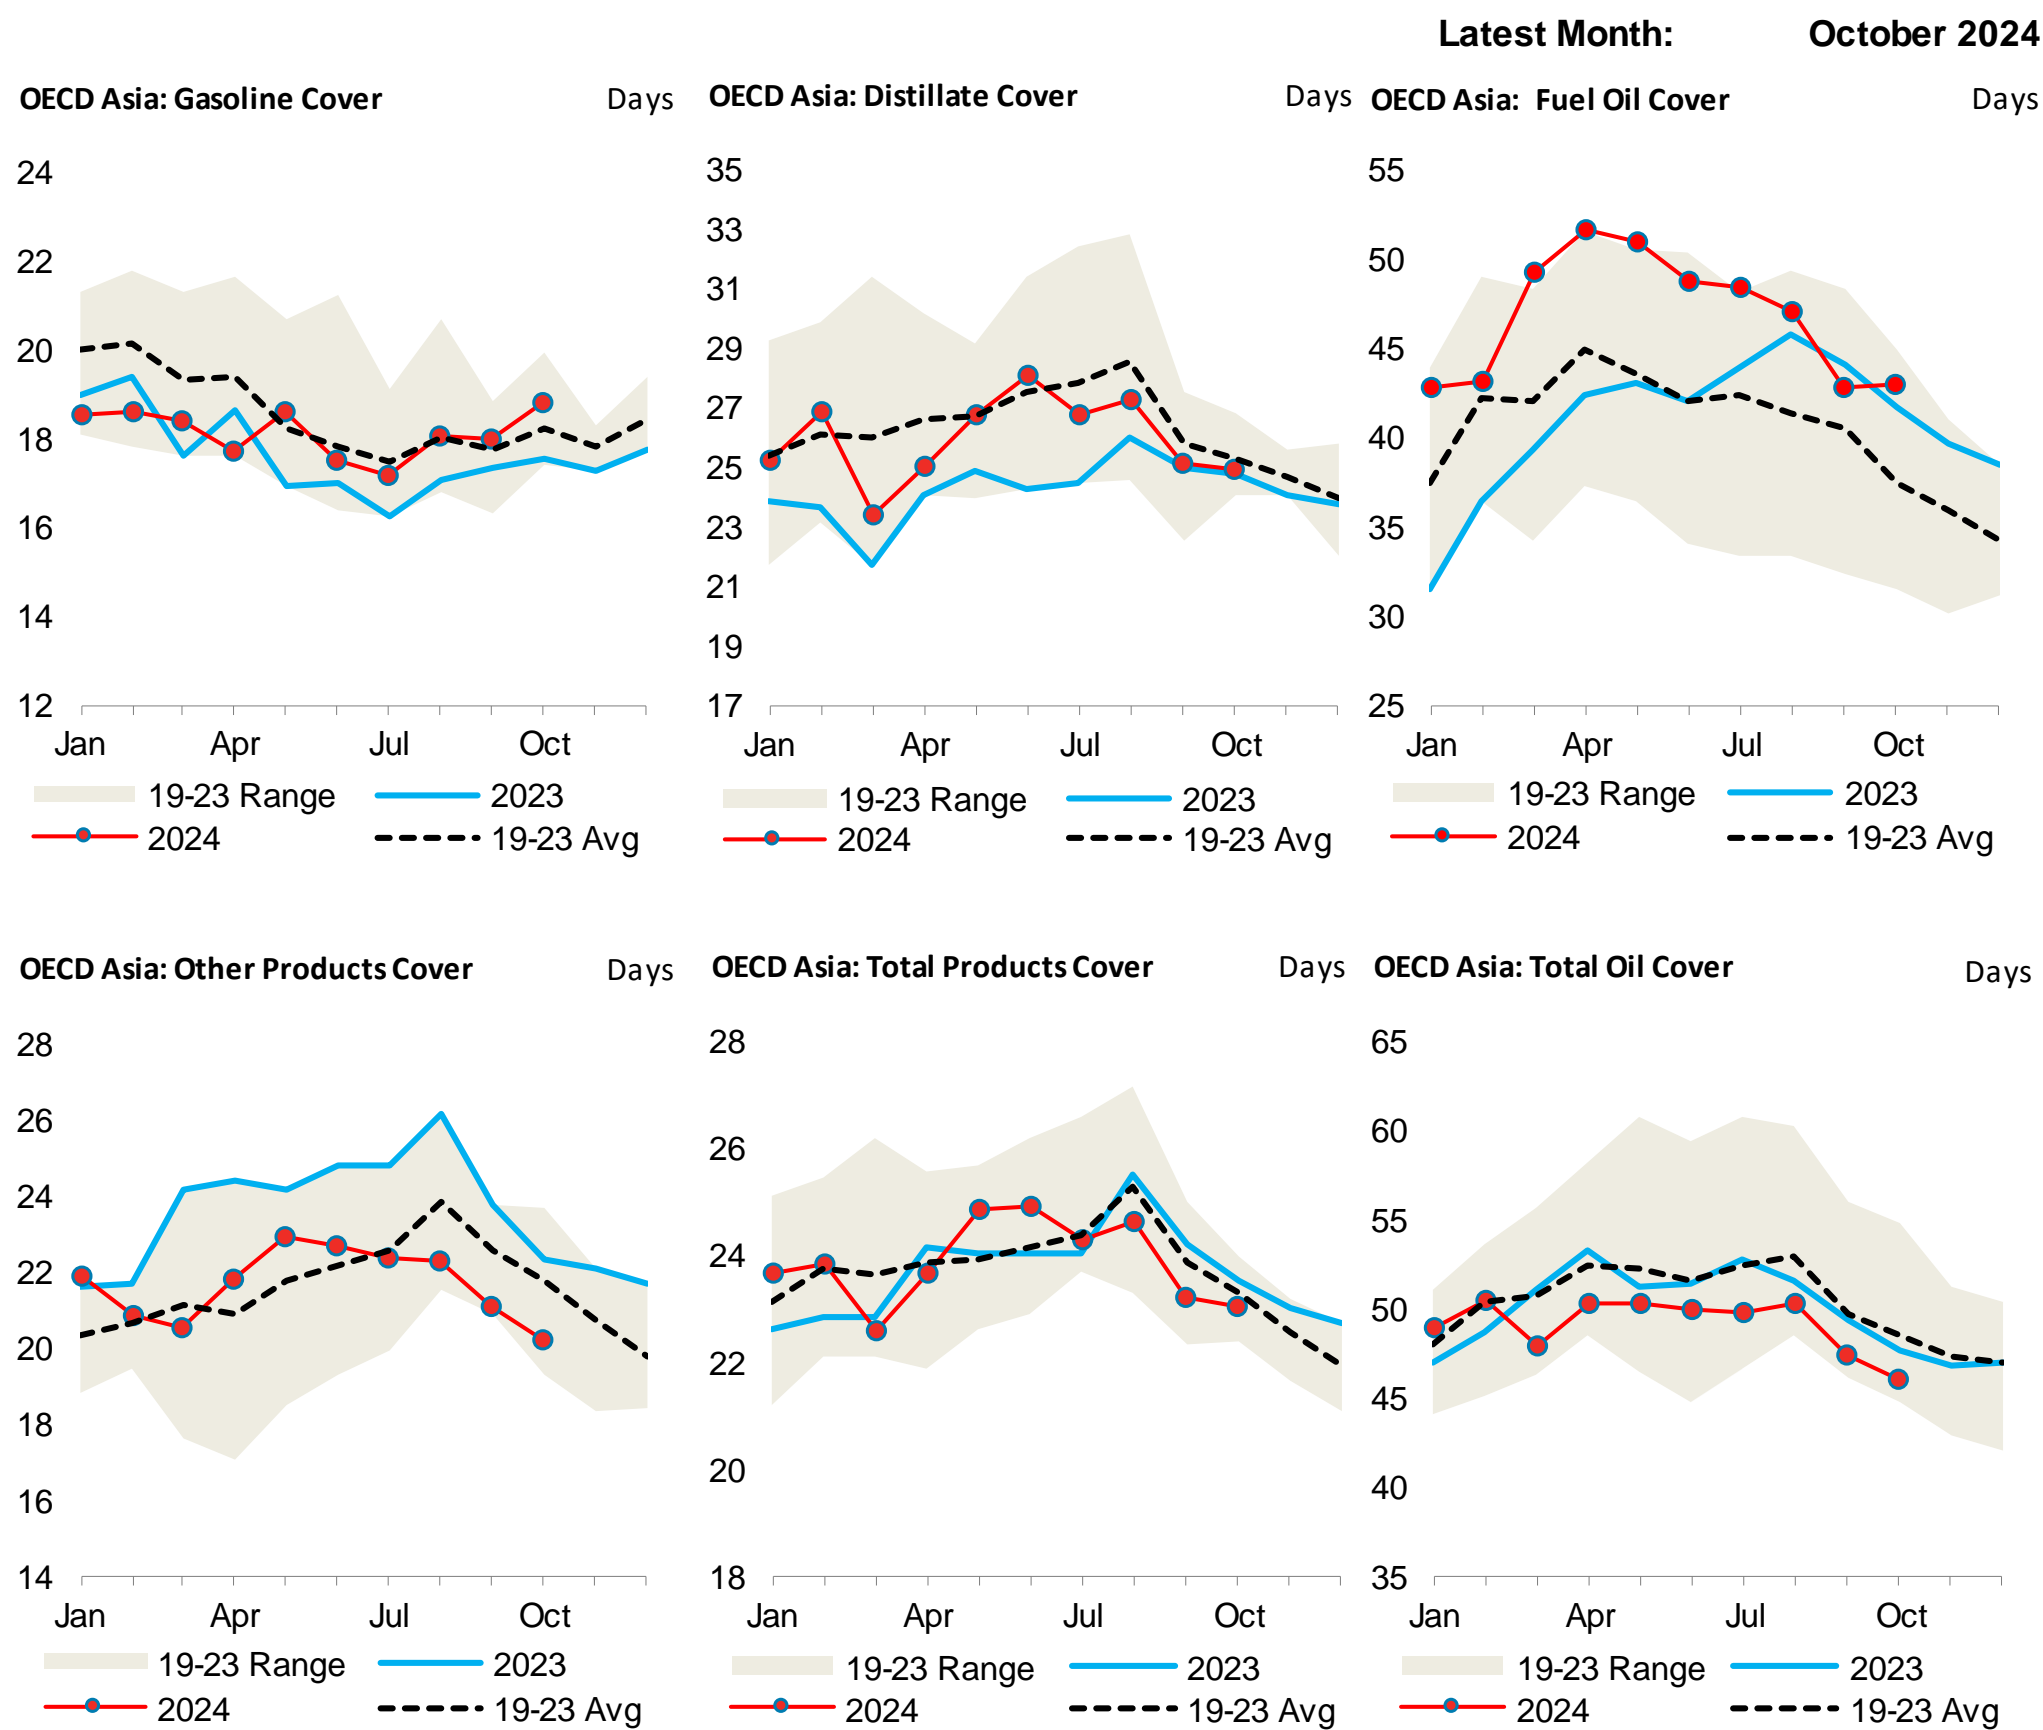 Latest Month: October 2024
OECD Asia: Gasoline Cover Days
24
22
20
18
16
14
12
Jan Apr Jul Oct
19-23 Range 2023
2024 19-23 Avg
OECD Asia: Distillate Cover Days
35
33
31
29
27
25
23
21
19
17
Jan Apr Jul Oct
19-23 Range 2023
2024 19-23 Avg
OECD Asia: Fuel Oil Cover Days
55
50
45
40
35
30
25
Jan Apr Jul Oct
19-23 Range 2023
2024 19-23 Avg
OECD Asia: Other Products Cover Days
28
26
24
22
20
18
16
14
Jan Apr Jul Oct
19-23 Range 2023
2024 19-23 Avg
OECD Asia: Total Products Cover Days
28
26
24
22
20
18
Jan Apr Jul Oct
19-23 Range 2023
2024 19-23 Avg
OECD Asia: Total Oil Cover Days
65
60
55
50
45
40
35
Jan Apr Jul Oct
19-23 Range 2023
2024 19-23 Avg